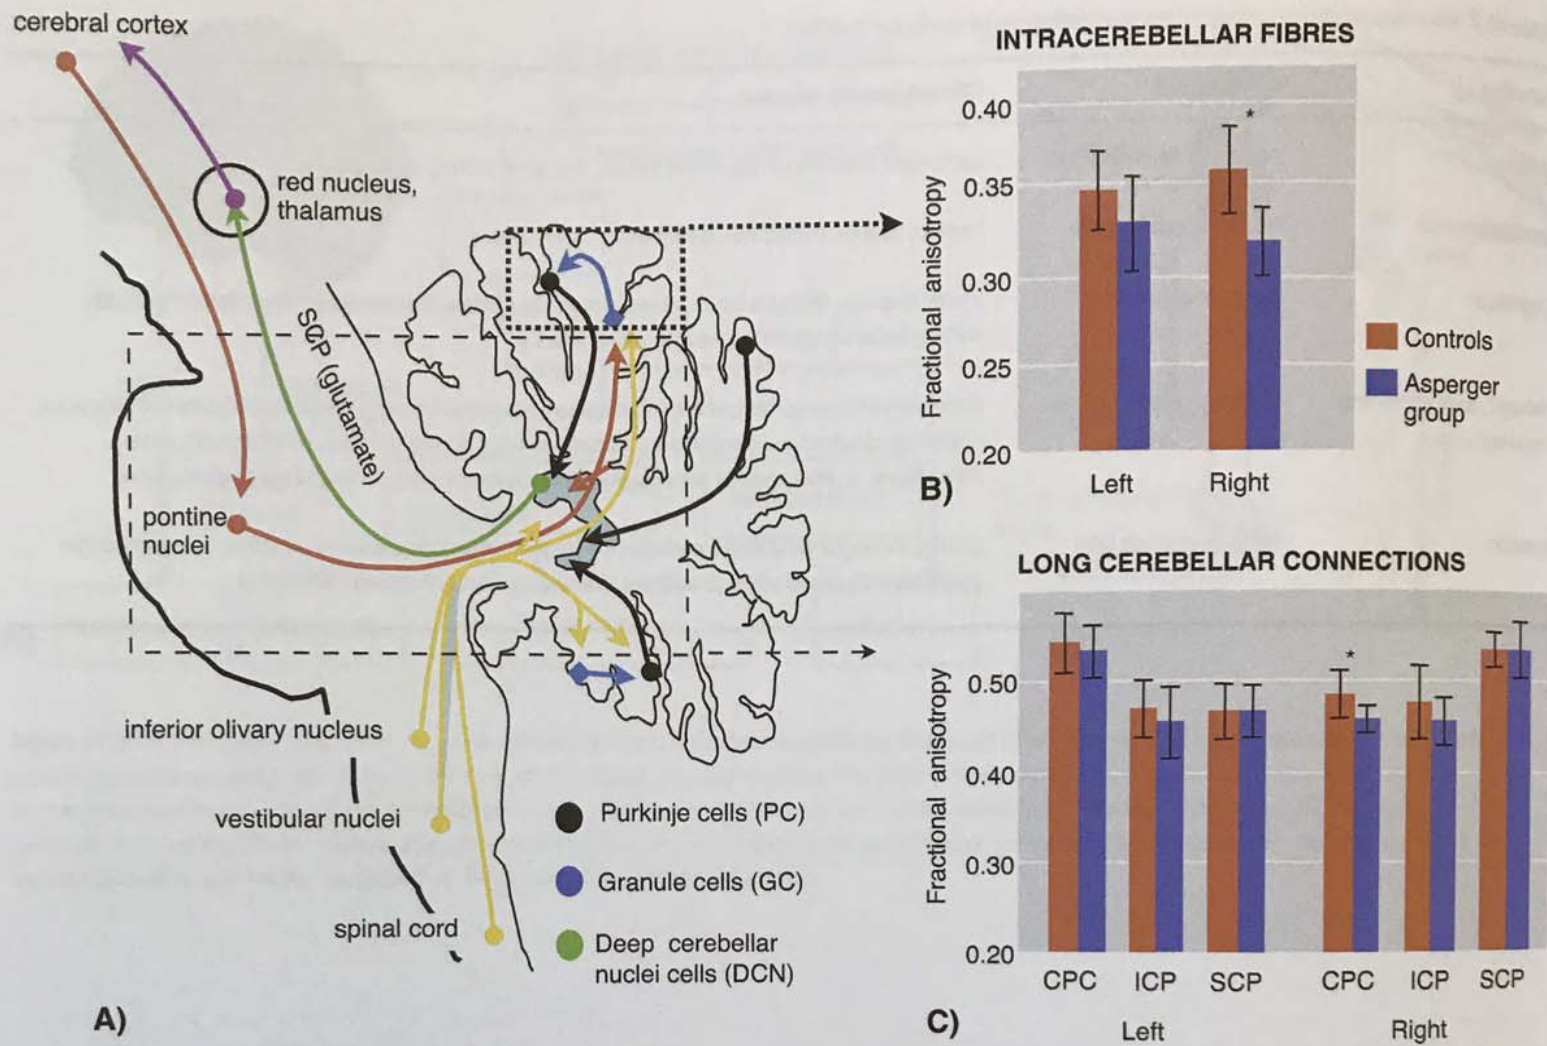 cerebral cortex
red nucleus,
thalamus
SCP (glutamate)
pontine
nuclei
inferior olivary nucleus
vestibular nuclei
spinal cord
Purkinje cells (PC)
Granule cells (GC)
Deep cerebellar
nuclei cells (DCN)
A)
INTRACEREBELLAR FIBRES
Fractional anisotropy
0.40
0.35
0.30
0.25
0.20
*
Left
Right
Controls
Asperger
group
B)
LONG CEREBELLAR CONNECTIONS
Fractional anisotropy
0.50
0.40
0.30
0.20
*
CPC ICP SCP CPC ICP SCP
Left Right
C)